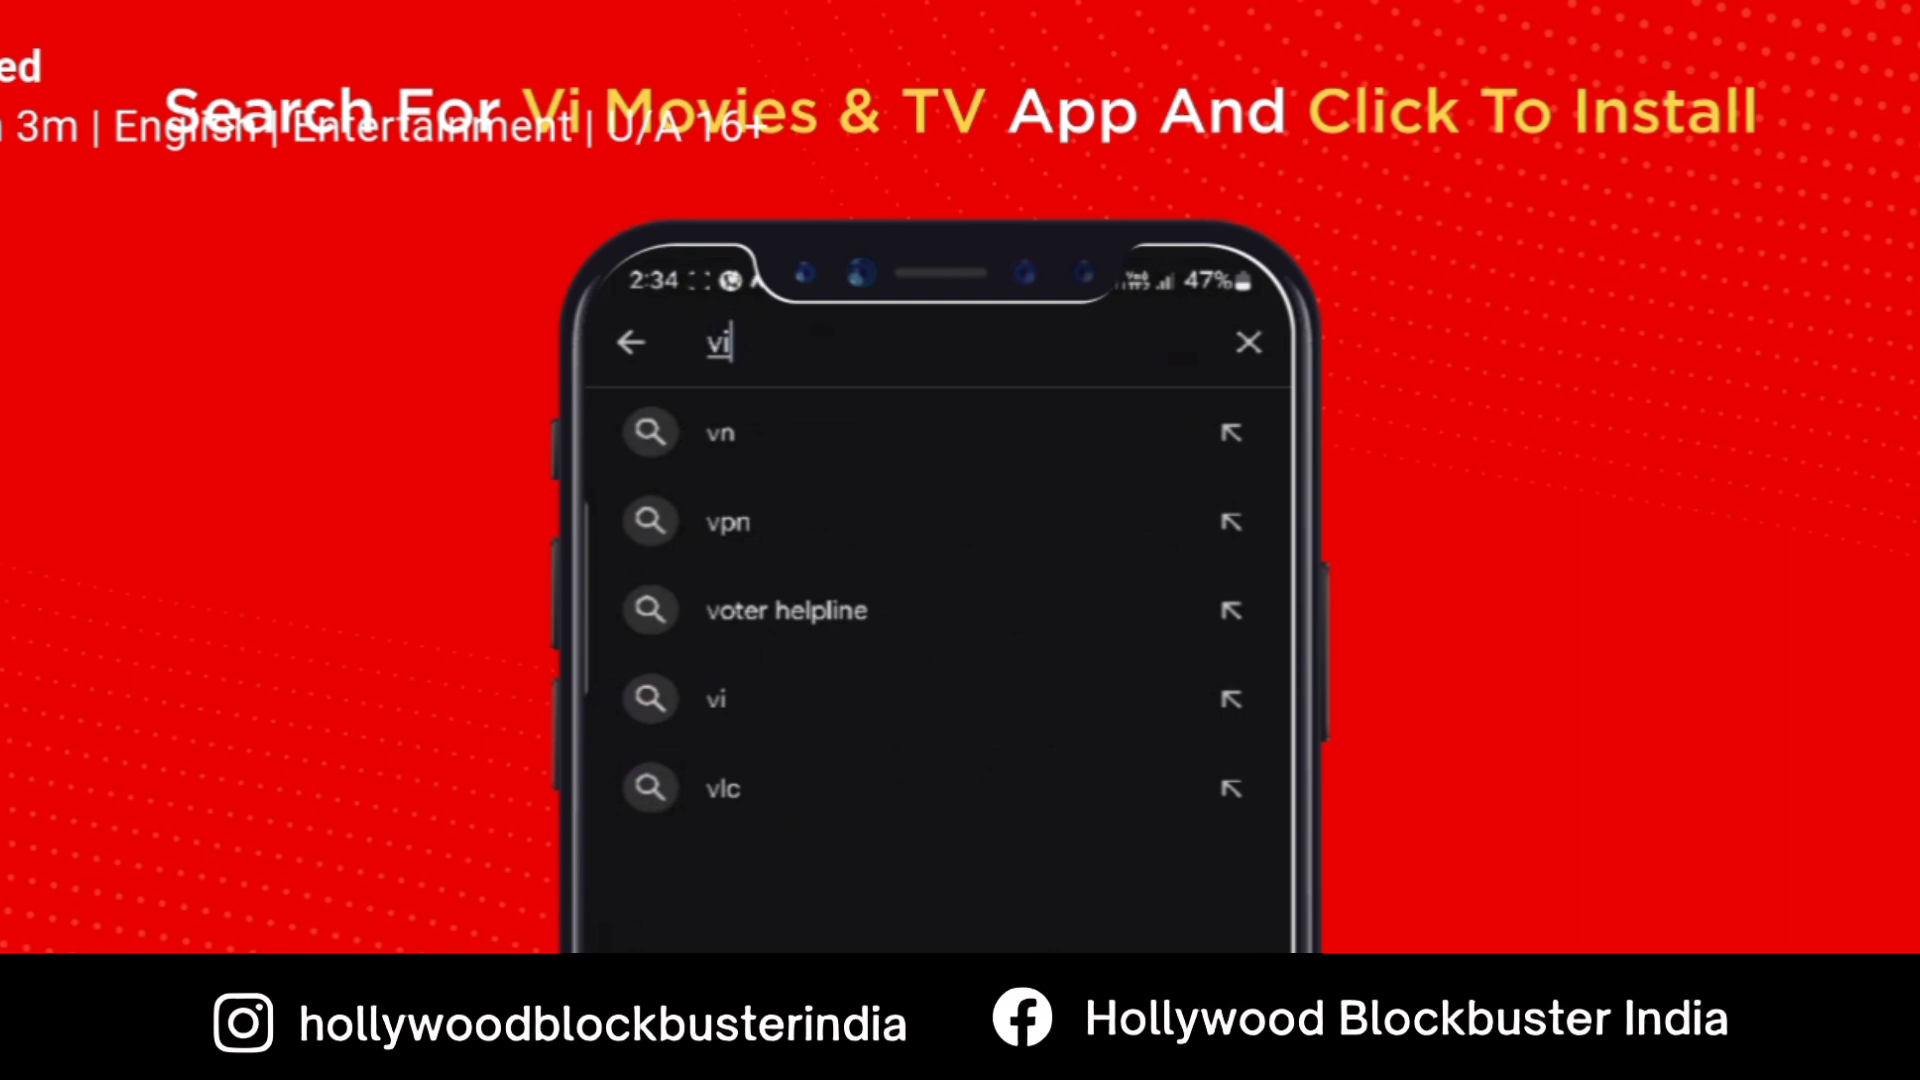 ed
Search For Vi Movies & TV App And Click To Install
3m | English | Entertainment | U/A 16+
2:34
47%
vi
vn
vpn
voter helpline
vi
vlc
hollywoodblockbusterindia
Hollywood Blockbuster India